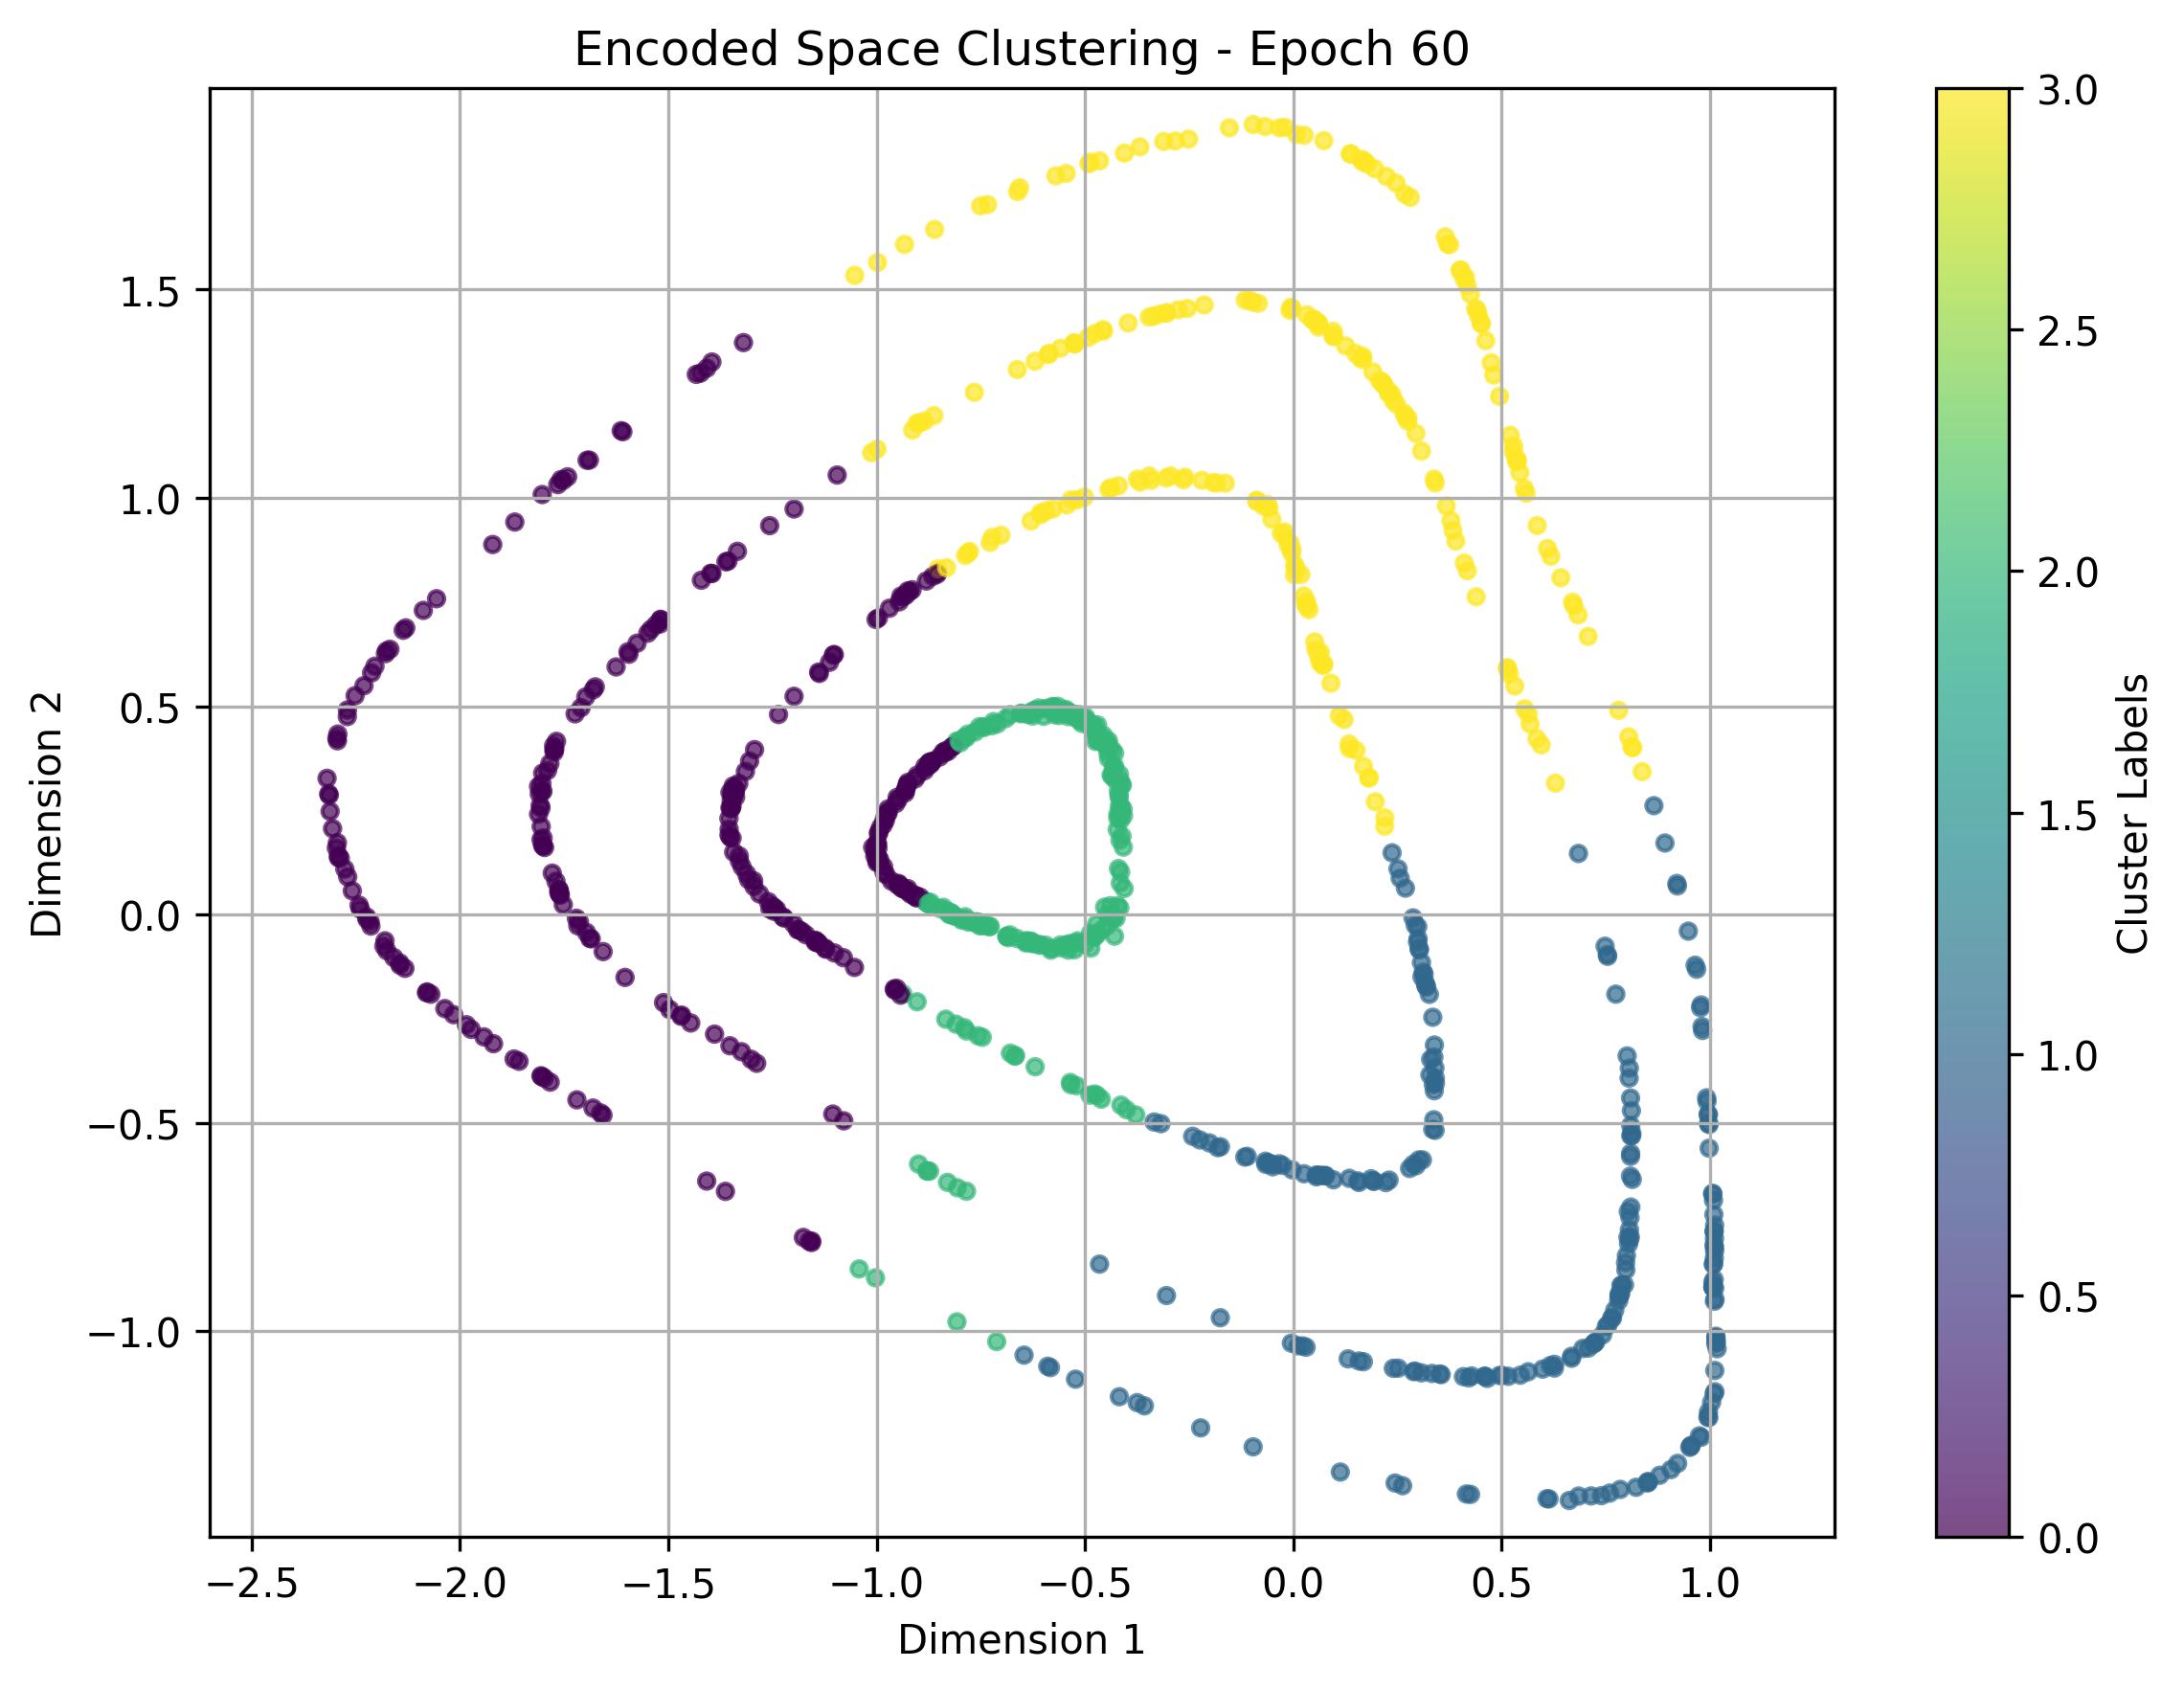 Encoded Space Clustering - Epoch 60
3.0
2.5
2.0
1.5
1.0
0.5
0.0
Cluster Labels
1.5
1.0
0.5
0.0
−0.5
−1.0
Dimension 2
−2.5 −2.0 −1.5 −1.0 −0.5 0.0 0.5 1.0
Dimension 1